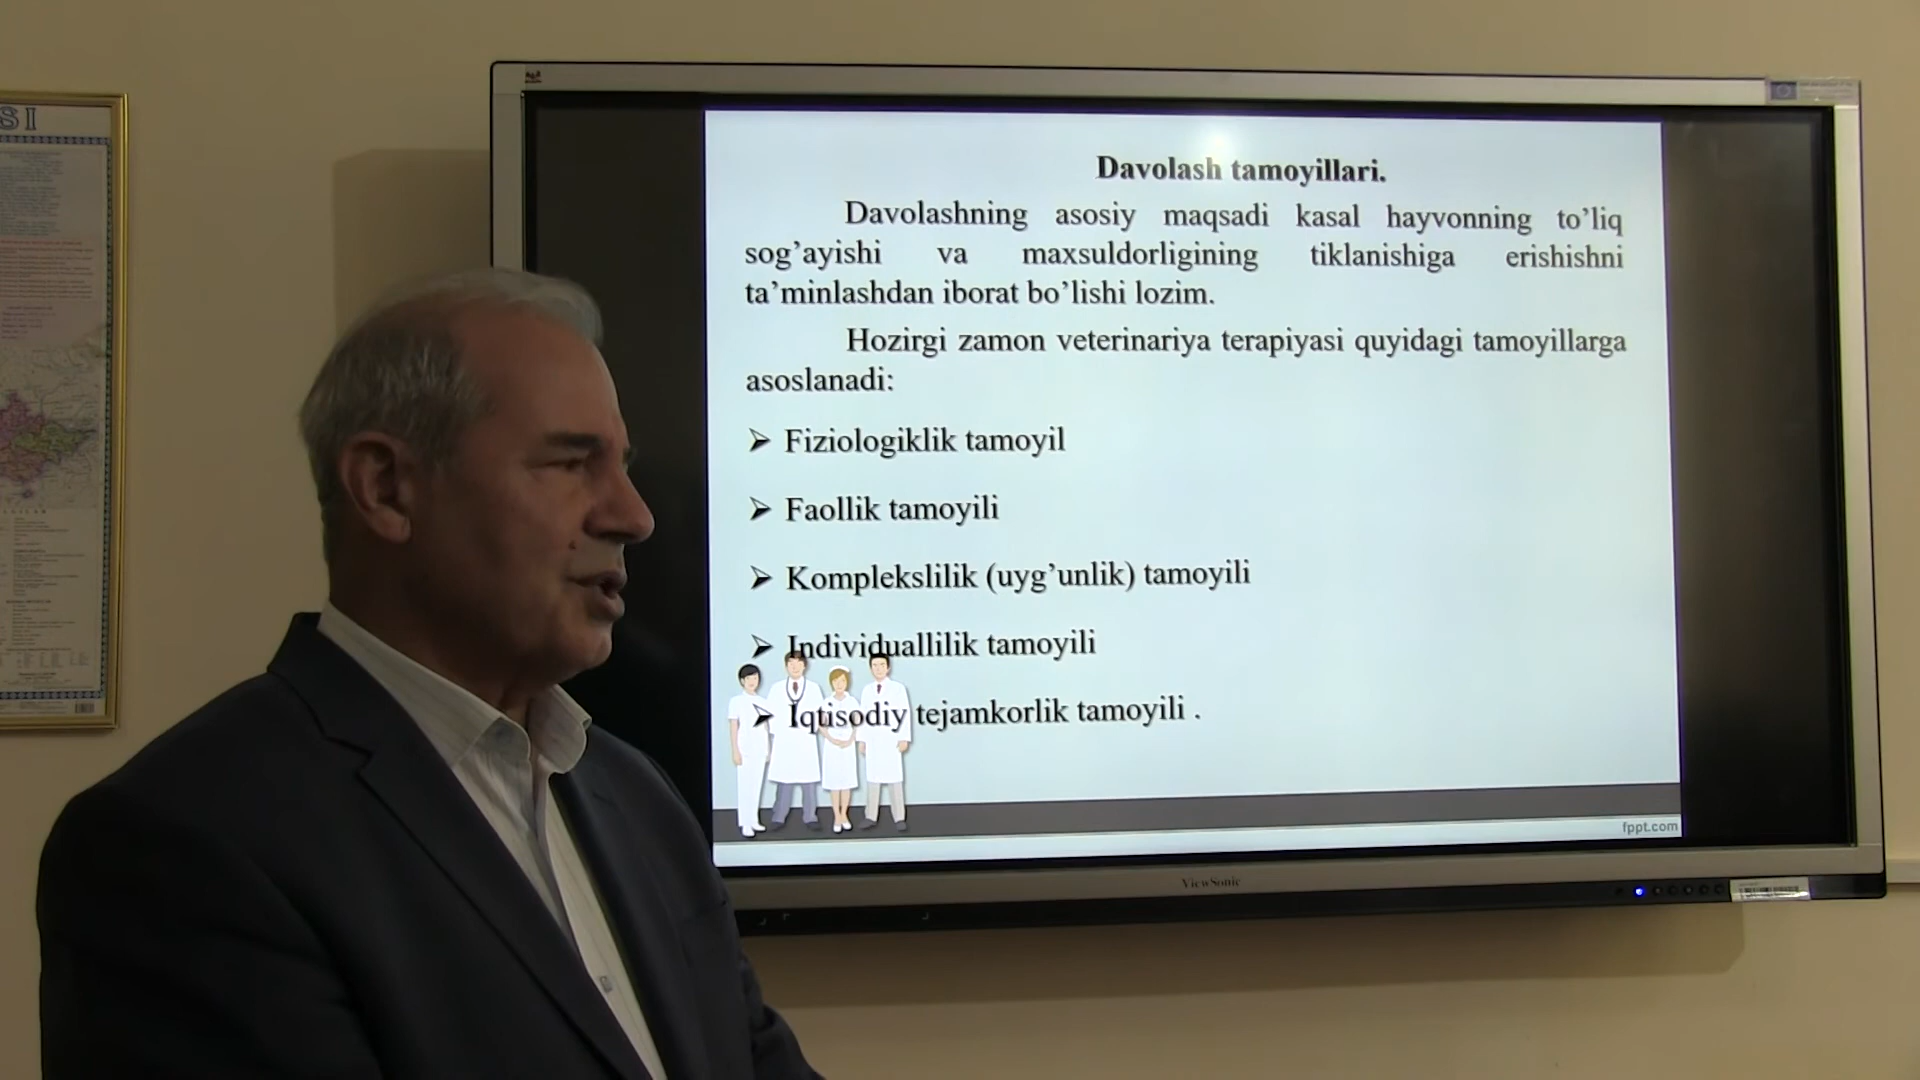 SI
Davolash tamoyillari.
Davolashning asosiy maqsadi kasal hayvonning to’liq
sog’ayishi va maxsuldorligining tiklanishiga erishishni
ta’minlashdan iborat bo’lishi lozim.
Hozirgi zamon veterinariya terapiyasi quyidagi tamoyillarga
asoslanadi:
➢ Fiziologiklik tamoyil
➢ Faollik tamoyili
➢ Komplekslilik (uyg’unlik) tamoyili
➢ Individuallilik tamoyili
➢ Iqtisodiy tejamkorlik tamoyili .
fppt.com
ViewSonic